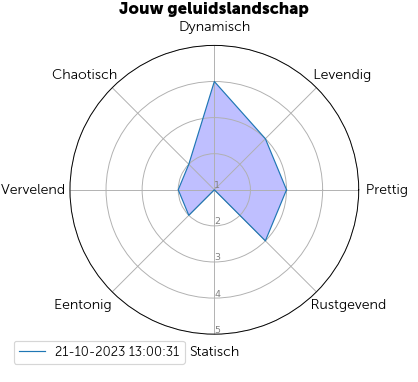 Jouw geluidslandschap
Dynamisch
Chaotisch
Levendig
Vervelend
1
Prettig
2
3
Eentonig
4
Rustgevend
5
21-10-2023 13:00:31
Statisch